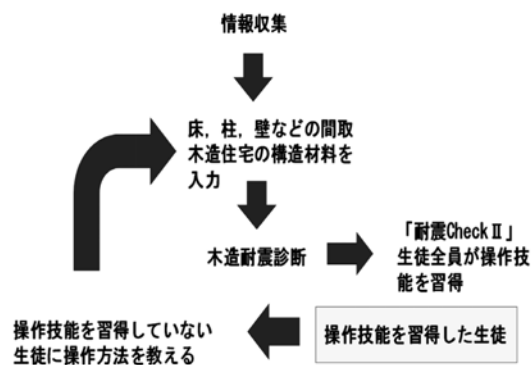 情報収集
床，柱，壁などの間取
木造住宅の構造材料を
入力
木造耐震診断
「耐震CheckⅡ」
生徒全員が操作技
能を習得
操作技能を習得した生徒
操作技能を習得していない
生徒に操作方法を教える